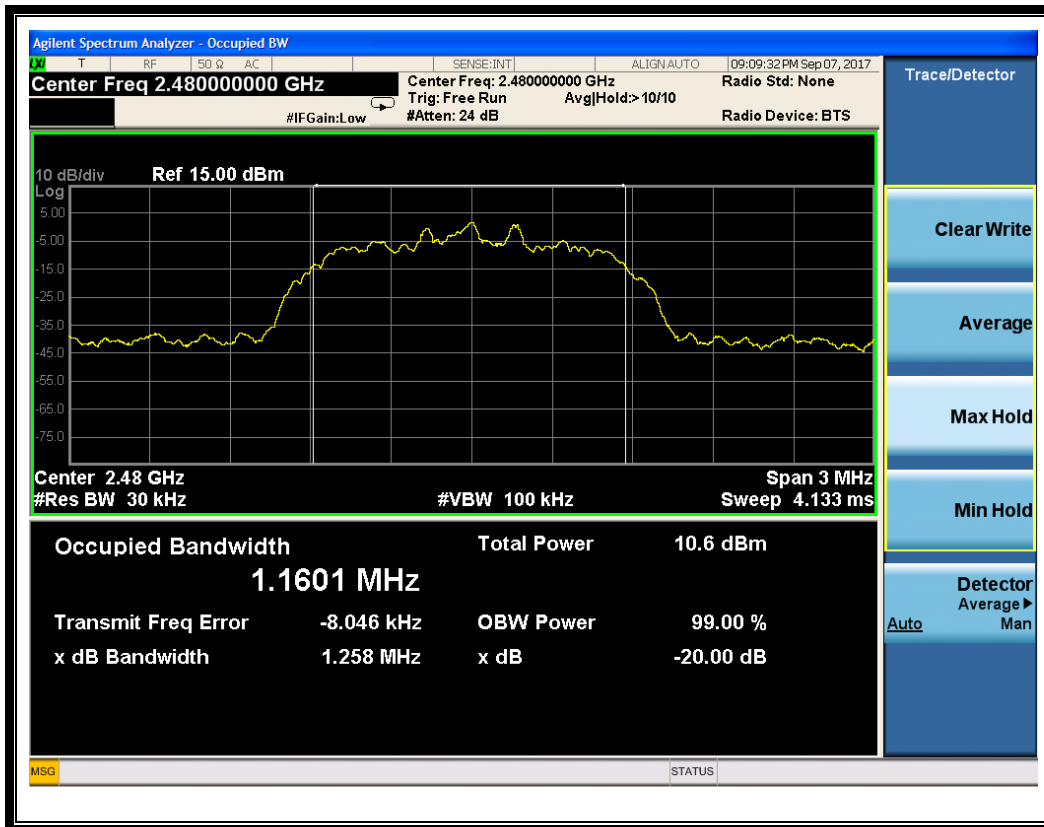 Agilent Spectrum Analyzer - Occupied BW
LXI T RF 50 Ω AC SENSE:INT ALIGN AUTO 09:09:32 PM Sep 07, 2017
Center Freq 2.480000000 GHz
Center Freq: 2.480000000 GHz
Radio Std: None
Trig: Free Run Avg|Hold:> 10/10
#IFGain:Low
#Atten: 24 dB
Radio Device: BTS
10 dB/div Ref 15.00 dBm
Log
5.00
-5.00
-15.0
-25.0
-35.0
-45.0
-55.0
-65.0
-75.0
Center 2.48 GHz Span 3 MHz
#Res BW 30 kHz #VBW 100 kHz Sweep 4.133 ms
Occupied Bandwidth Total Power 10.6 dBm
1.1601 MHz
Transmit Freq Error -8.046 kHz OBW Power 99.00 %
x dB Bandwidth 1.258 MHz x dB -20.00 dB
Trace/Detector
Clear Write
Average
Max Hold
Min Hold
Detector
Average▶
Auto Man
MSG STATUS